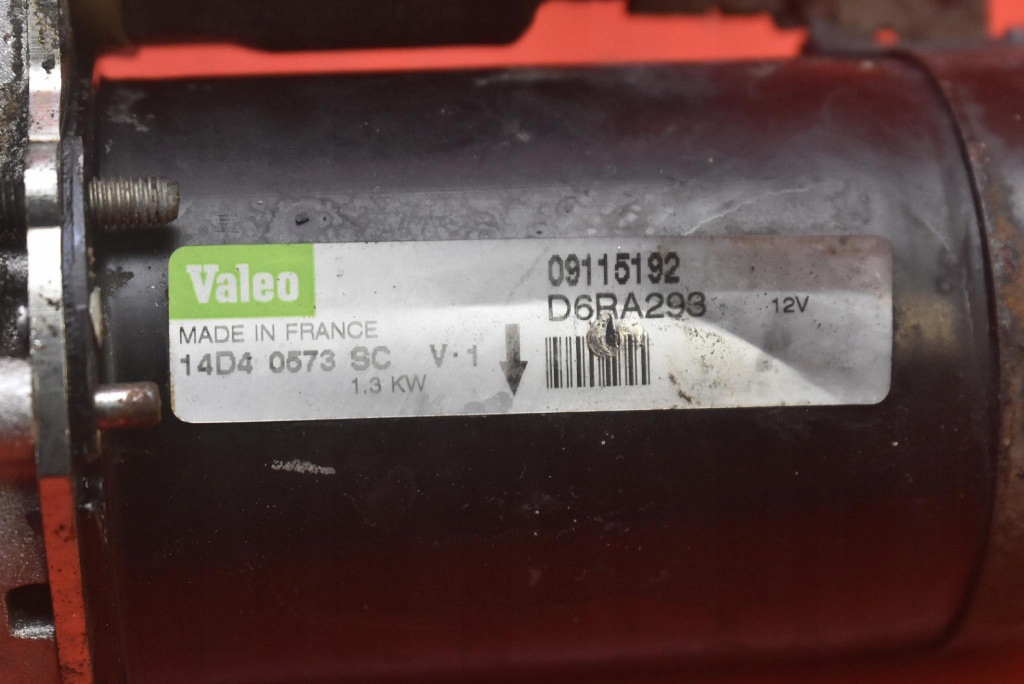 Valeo
MADE IN FRANCE
14D4 0573 SC V·1
1.3 KW
09115192
D6RA293 12V